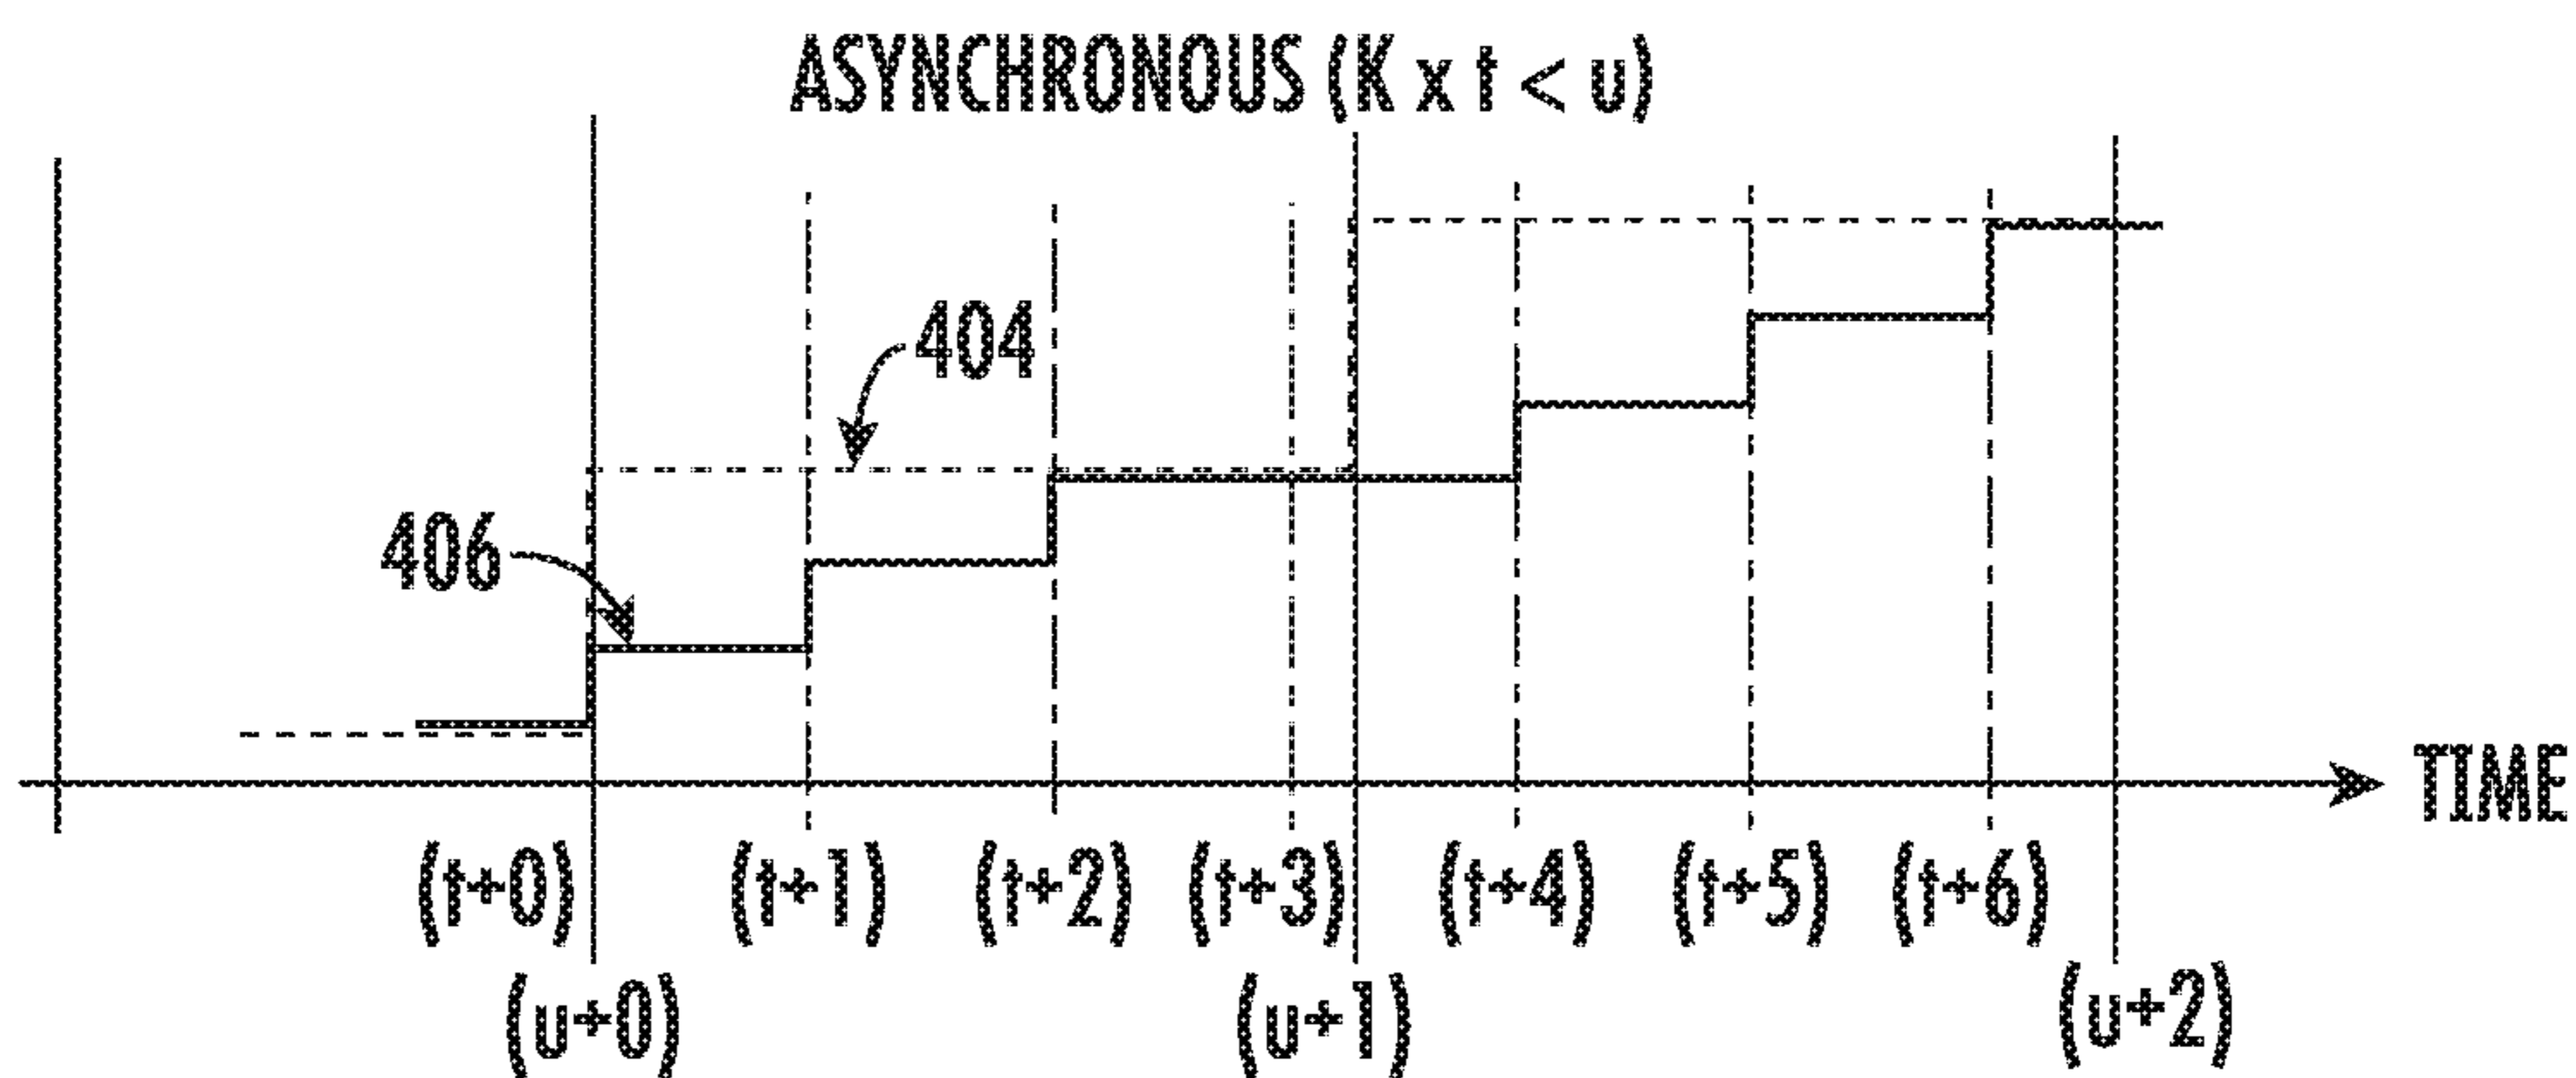 ASYNCHRONOUS (K x t < u)
404
406
TIME
(t+0) (t+1) (t+2) (t+3) (t+4) (t+5) (t+6)
(u+0) (u+1) (u+2)